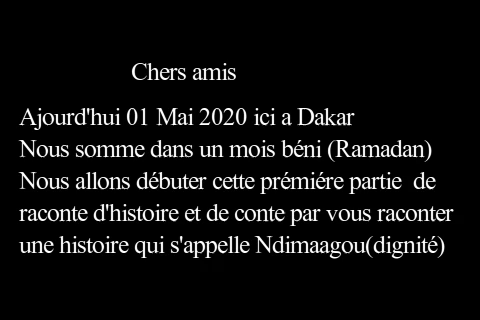 Chers amis
Ajourd'hui 01 Mai 2020 ici a Dakar
Nous somme dans un mois béni (Ramadan)
Nous allons débuter cette prémiére partie  de
raconte d'histoire et de conte par vous raconter
une histoire qui s'appelle Ndimaagou(dignité)